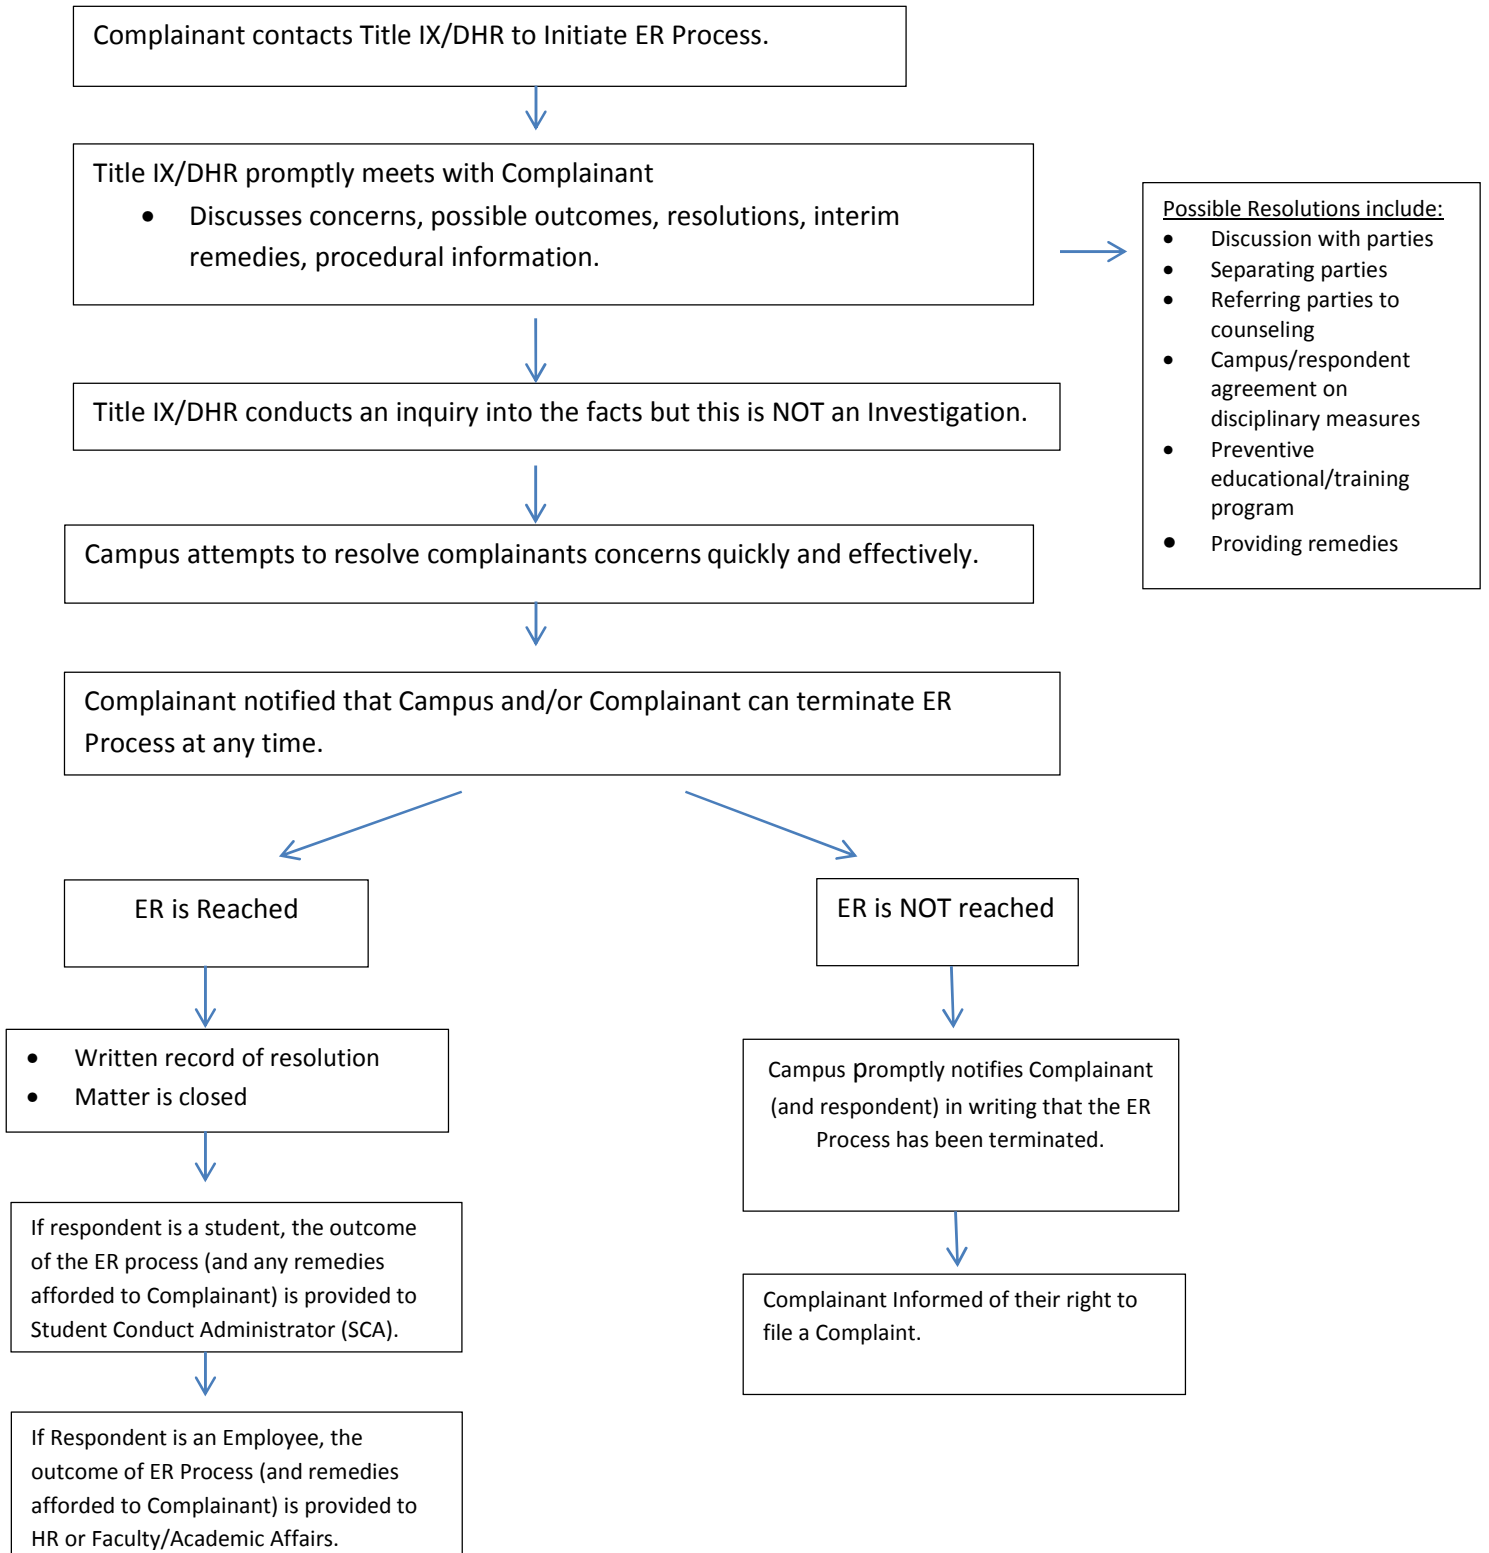 Complainant contacts Title IX/DHR to Initiate ER Process.
Title IX/DHR promptly meets with Complainant
• Discusses concerns, possible outcomes, resolutions, interim
remedies, procedural information.
Possible Resolutions include:
• Discussion with parties
• Separating parties
• Referring parties to
counseling
• Campus/respondent
agreement on
disciplinary measures
• Preventive
educational/training
program
• Providing remedies
Title IX/DHR conducts an inquiry into the facts but this is NOT an Investigation.
Campus attempts to resolve complainants concerns quickly and effectively.
Complainant notified that Campus and/or Complainant can terminate ER
Process at any time.
ER is Reached
• Written record of resolution
• Matter is closed
If respondent is a student, the outcome
of the ER process (and any remedies
afforded to Complainant) is provided to
Student Conduct Administrator (SCA).
If Respondent is an Employee, the
outcome of ER Process (and remedies
afforded to Complainant) is provided to
HR or Faculty/Academic Affairs.
ER is NOT reached
Campus promptly notifies Complainant
(and respondent) in writing that the ER
Process has been terminated.
Complainant Informed of their right to
file a Complaint.